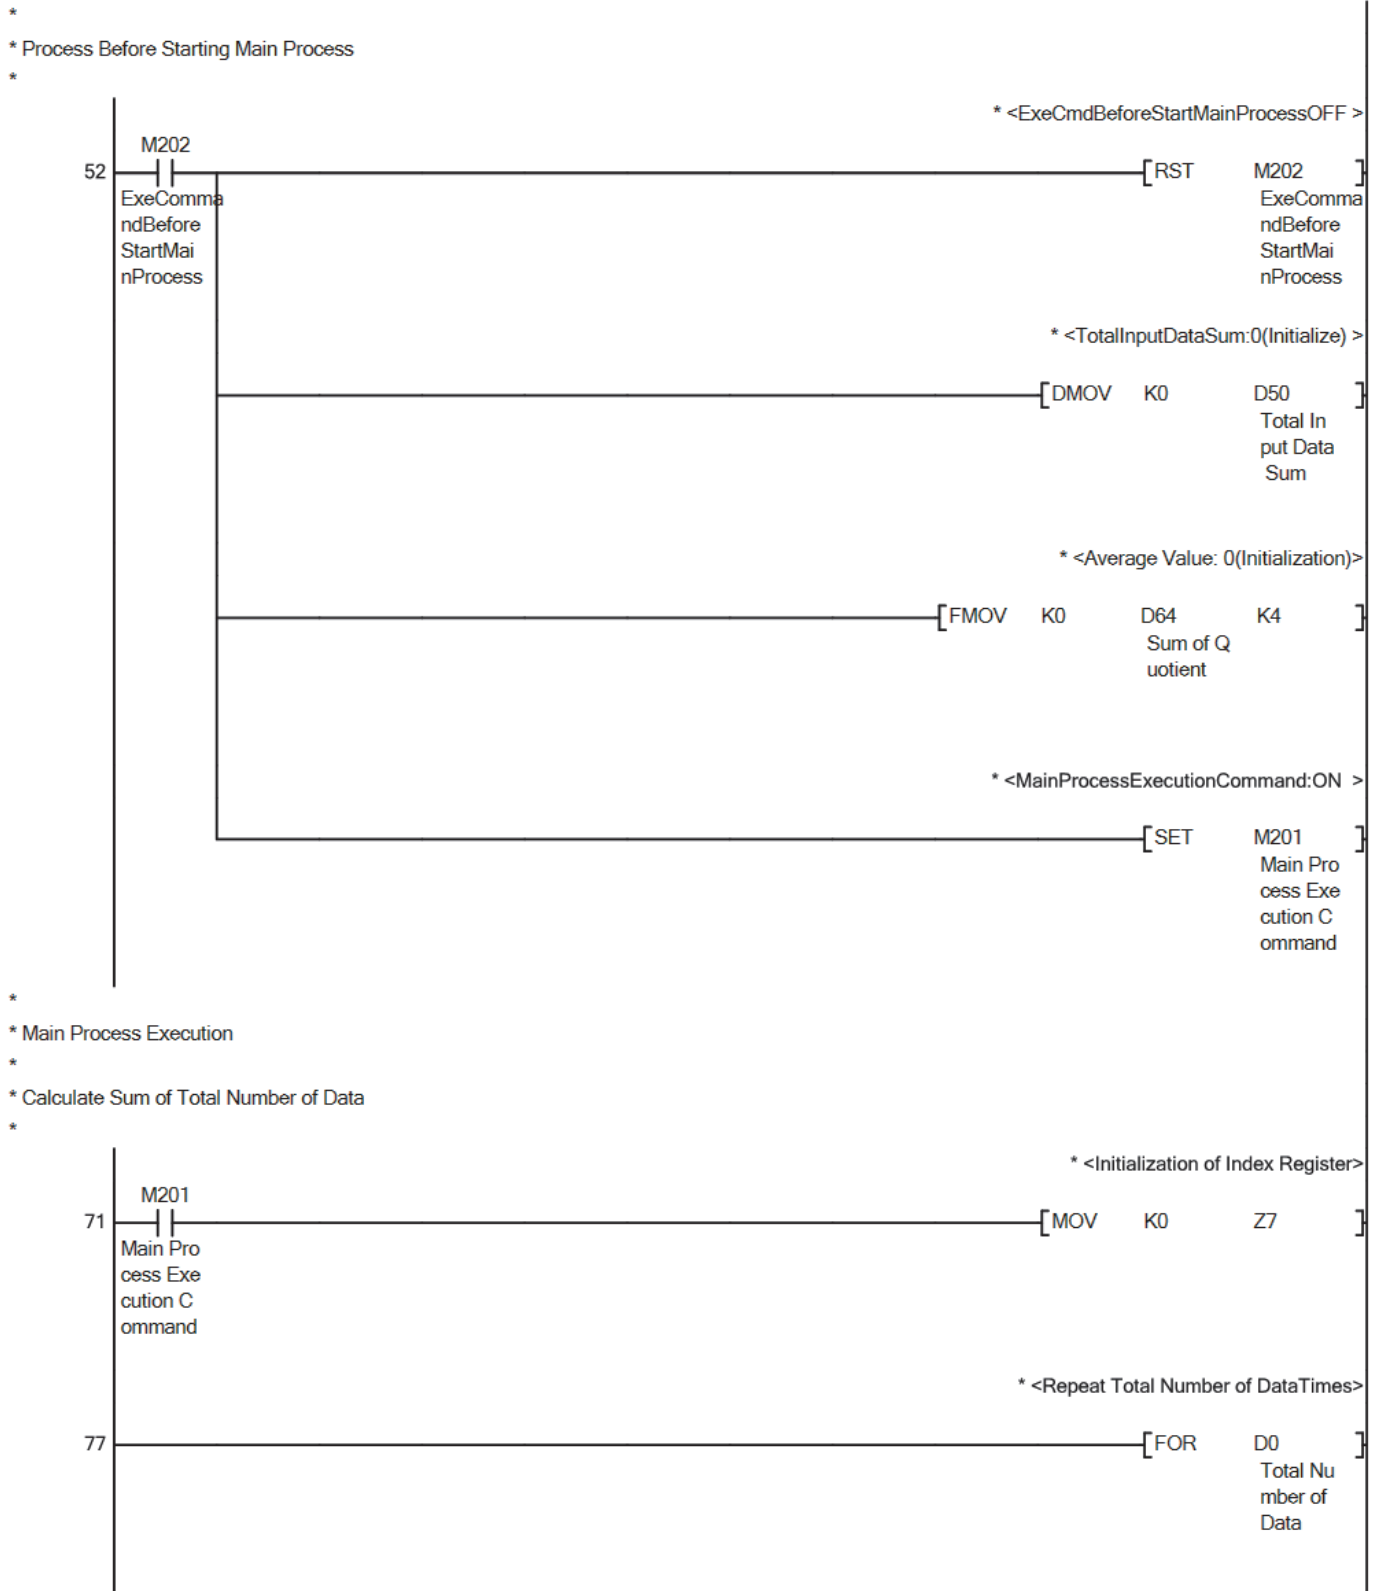 *
* Process Before Starting Main Process
*
* <ExeCmdBeforeStartMainProcessOFF >
M202
52 RST M202
ExeComma
ndBefore
StartMai
nProcess
ExeComma
ndBefore
StartMai
nProcess
* <TotalInputDataSum:0(Initialize) >
DMOV K0 D50
Total In
put Data
Sum
* <Average Value: 0(Initialization)>
FMOV K0 D64 K4
Sum of Q
uotient
* <MainProcessExecutionCommand:ON >
SET M201
Main Pro
cess Exe
cution C
ommand
*
* Main Process Execution
*
* Calculate Sum of Total Number of Data
*
* <Initialization of Index Register>
M201
71 MOV K0 Z7
Main Pro
cess Exe
cution C
ommand
* <Repeat Total Number of DataTimes>
77 FOR D0
Total Nu
mber of
Data